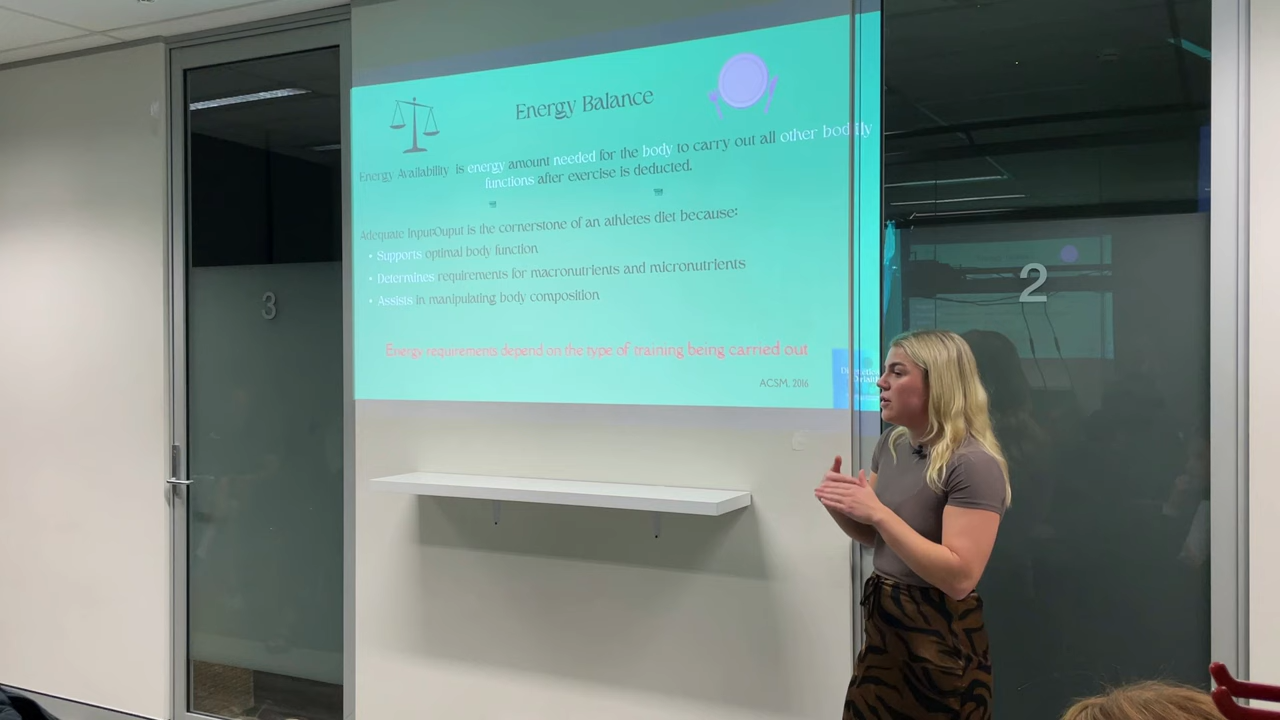 Energy Balance
Energy Availability is energy amount needed for the body to carry out all other bodily
functions after exercise is deducted.
Adequate Inpur0uput is the cornerstone of an athletes diet because:
• Supports optimal body function
• Determines requirements for macronutrients and micronutrients
• Assists in manipulating body composition
Energy requirements depend on the type of training being carried out
ACSM, 2016
3
2